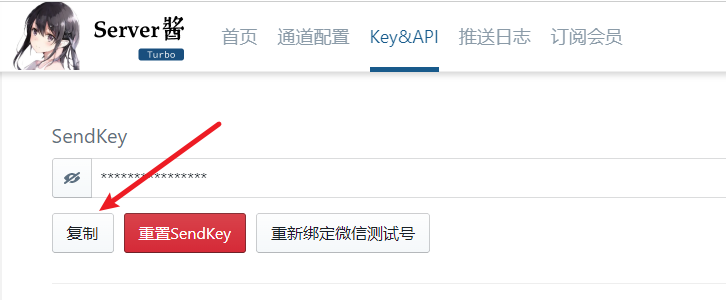 Server酱
Turbo
首页 通道配置 Key&API 推送日志 订阅会员
SendKey
****************
复制 重置SendKey 重新绑定微信测试号